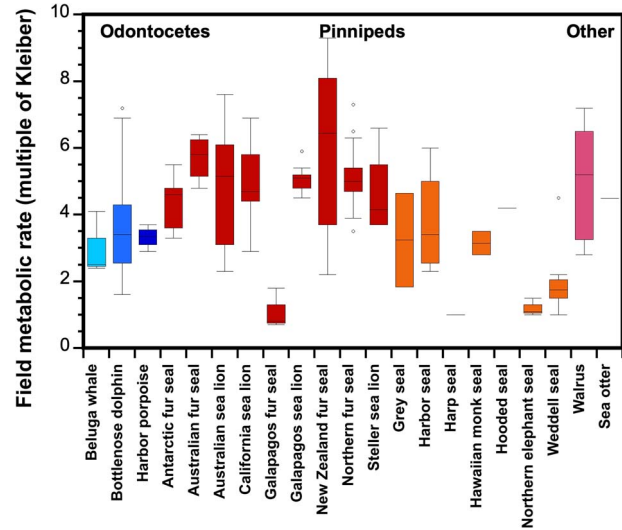 Field metabolic rate (multiple of Kleiber)
10
8
6
4
2
0
Odontocetes
Pinnipeds
Other
Beluga whale
Bottlenose dolphin
Harbor porpoise
Antarctic fur seal
Australian fur seal
Australian sea lion
California sea lion
Galapagos fur seal
Galapagos sea lion
New Zealand fur seal
Northern fur seal
Steller sea lion
Grey seal
Harbor seal
Harp seal
Hawaiian monk seal
Hooded seal
Northern elephant seal
Weddell seal
Walrus
Sea otter